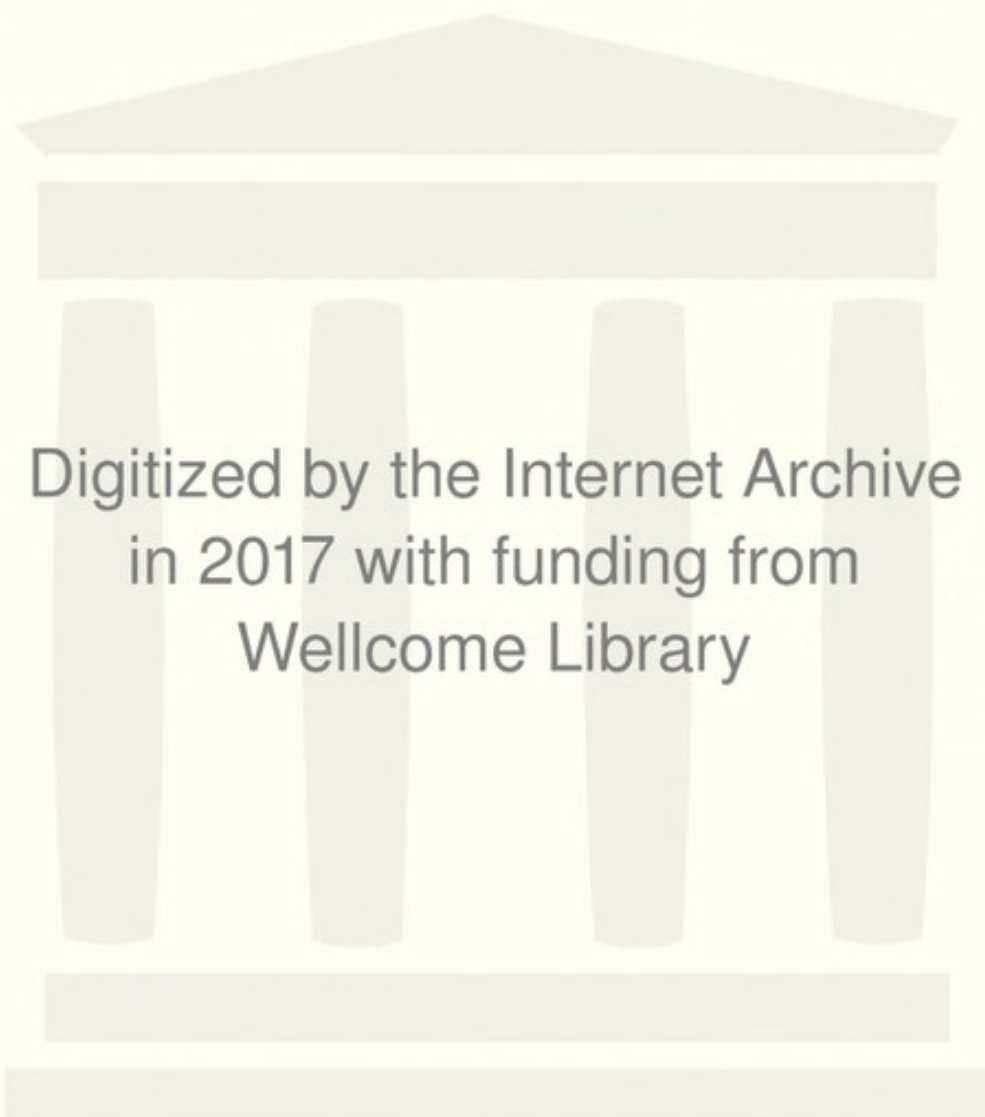 Digitized by the Internet Archive
in 2017 with funding from
Wellcome Library